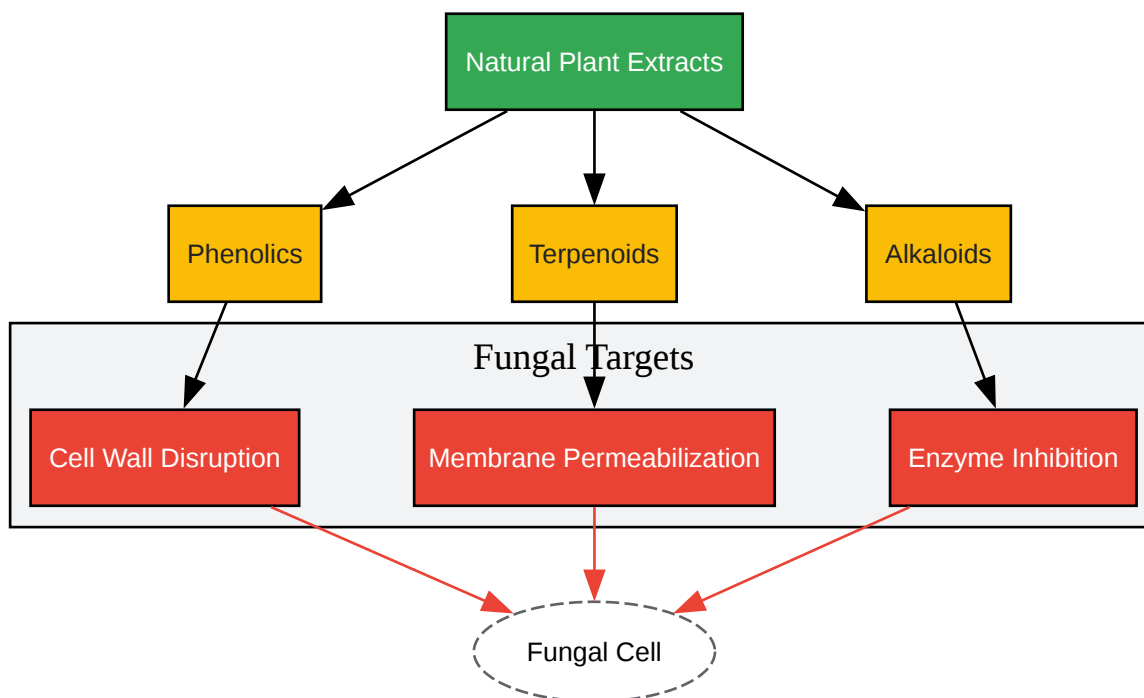 Natural Plant Extracts
Phenolics
Terpenoids
Alkaloids
Fungal Targets
Cell Wall Disruption
Membrane Permeabilization
Enzyme Inhibition
Fungal Cell